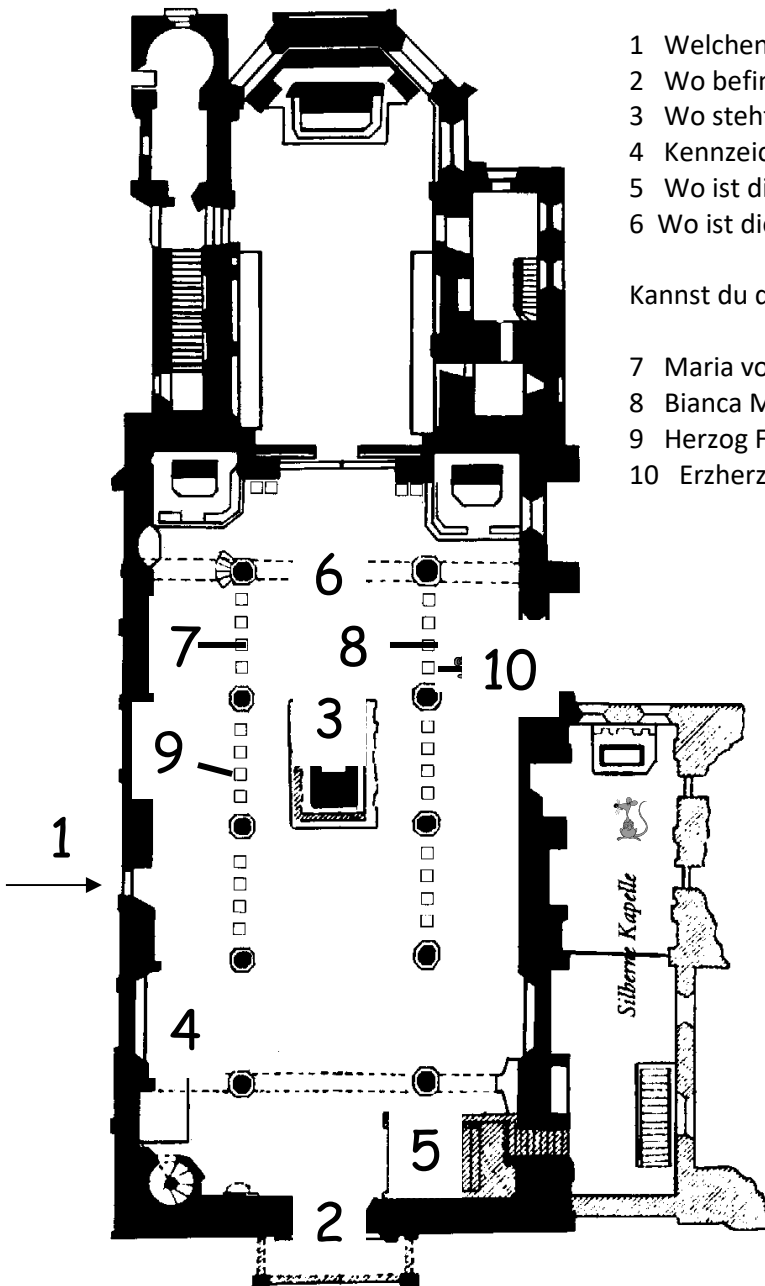 1 Welchen
2 Wo befin
3 Wo steht
4 Kennzeic
5 Wo ist di
6 Wo ist die
Kannst du d
7 Maria vo
8 Bianca M
9 Herzog F
10 Erzherz
6
7
8
10
3
9
1
Silberne Kapelle
4
5
2